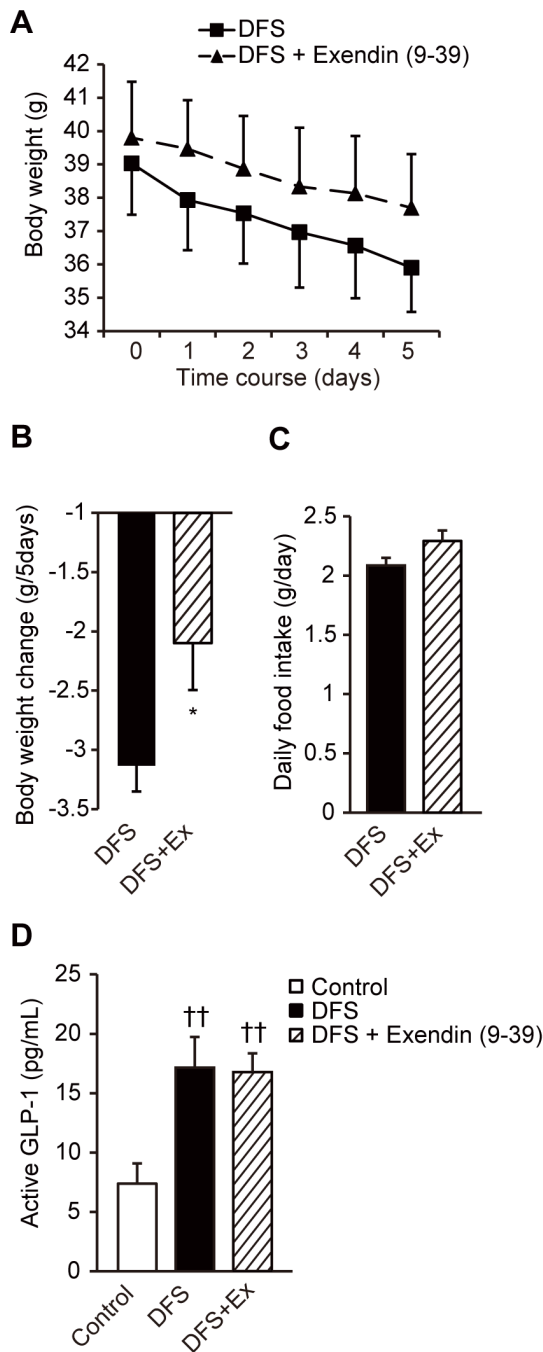 A
DFS
DFS + Exendin (9-39)
Body weight (g)
42
41
40
39
38
37
36
35
34
0 1 2 3 4 5
Time course (days)
B
Body weight change (g/5days)
-1
-1.5
-2
-2.5
-3
-3.5
*
DFS
DFS+Ex
C
Daily food intake (g/day)
2.5
2
1.5
1
0.5
0
DFS
DFS+Ex
D
Active GLP-1 (pg/mL)
25
20
15
10
5
0
††
††
Control
DFS
DFS+Ex
Control
DFS
DFS + Exendin (9-39)